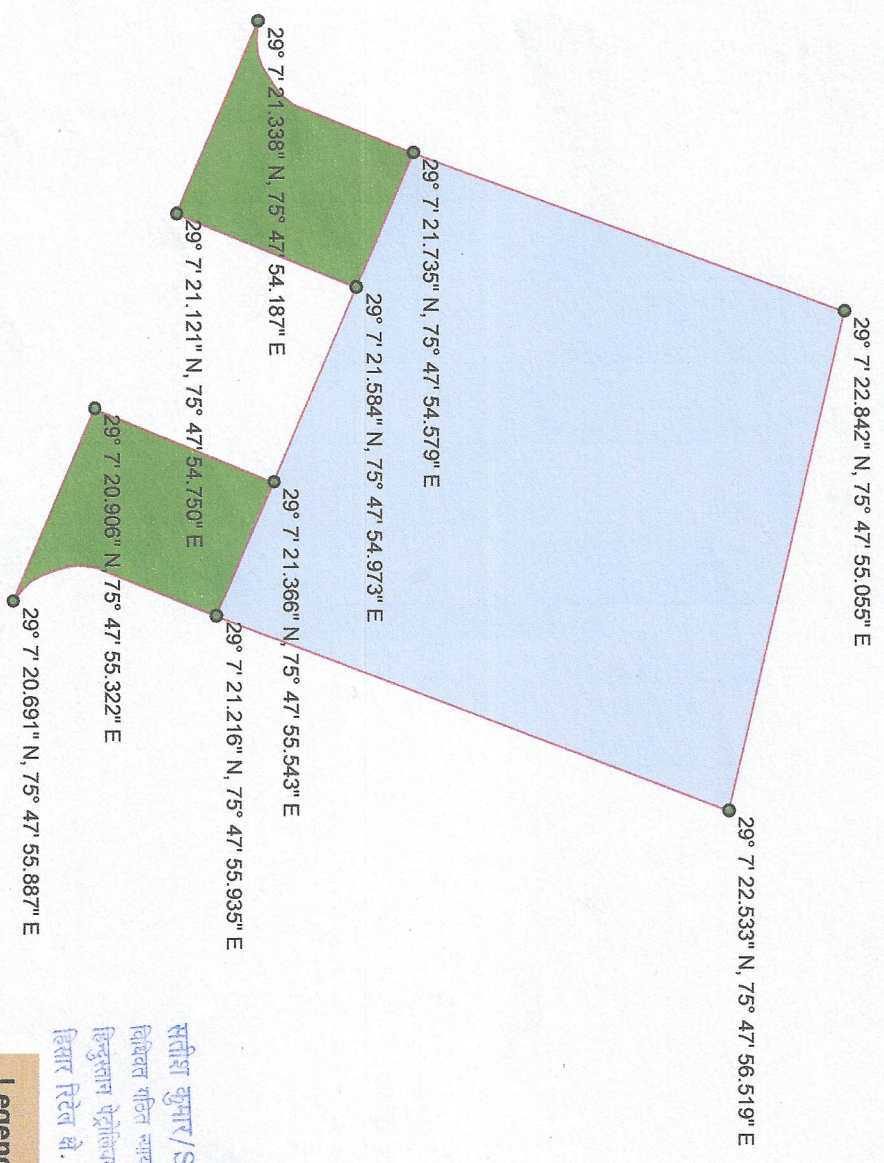 29° 7' 22.842" N, 75° 47' 55.055" E
29° 7' 22.533" N, 75° 47' 56.519" E
29° 7' 21.735" N, 75° 47' 54.579" E
29° 7' 21.584" N, 75° 47' 54.973" E
29° 7' 21.338" N, 75° 47' 54.187" E
29° 7' 21.366" N, 75° 47' 55.543" E
29° 7' 21.216" N, 75° 47' 55.935" E
29° 7' 21.121" N, 75° 47' 54.750" E
29° 7' 20.906" N, 75° 47' 55.322" E
29° 7' 20.691" N, 75° 47' 55.887" E
सतीश कुमार/S
विधिवत गठित
हिन्दुस्तान
हिसार रिटेल क्षे.